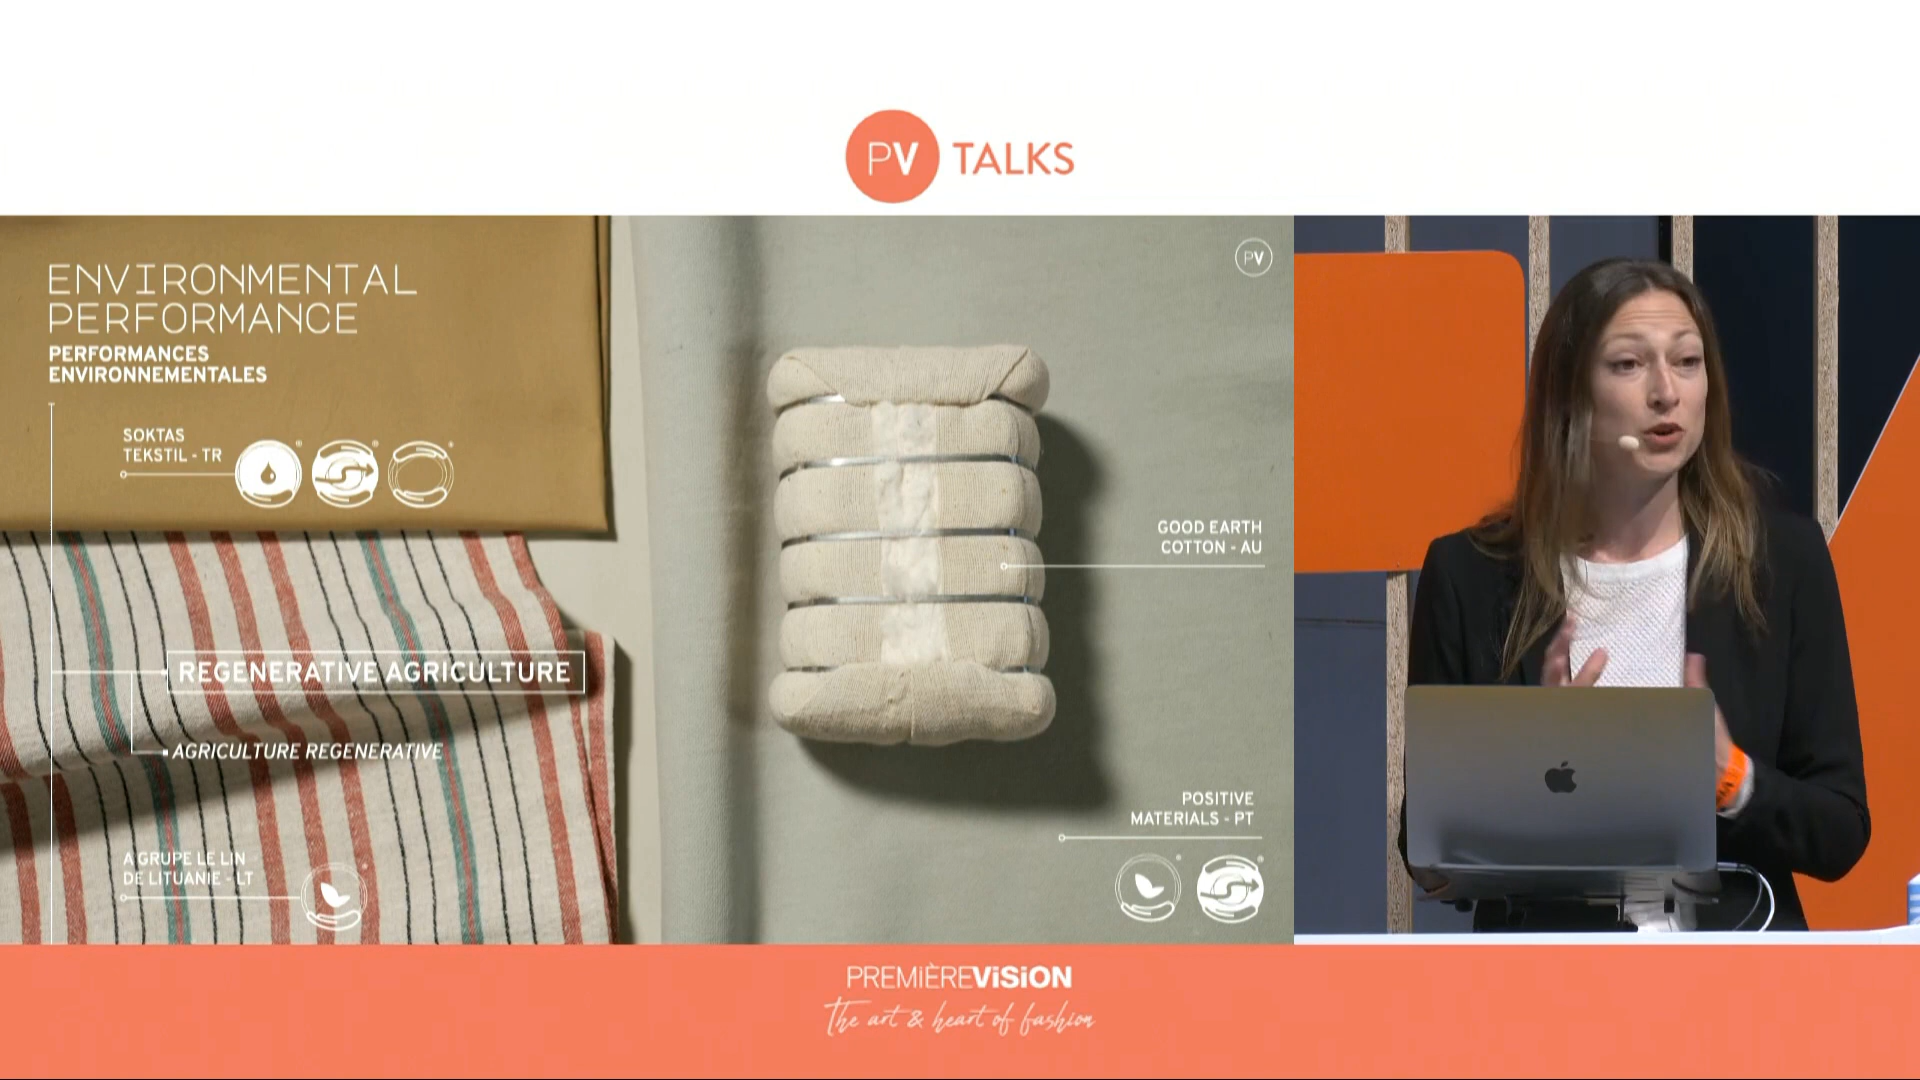 PV TALKS
ENVIRONMENTAL
PERFORMANCE
PERFORMANCES
ENVIRONNEMENTALES
PV
SOKTAS
TEKSTIL - TR
GOOD EARTH
COTTON - AU
REGENERATIVE AGRICULTURE
AGRICULTURE REGENERATIVE
POSITIVE
MATERIALS - PT
A GRUPE LE LIN
DE LITUANIE - LT
PREMIÈREVISION
The art & heart of fashion